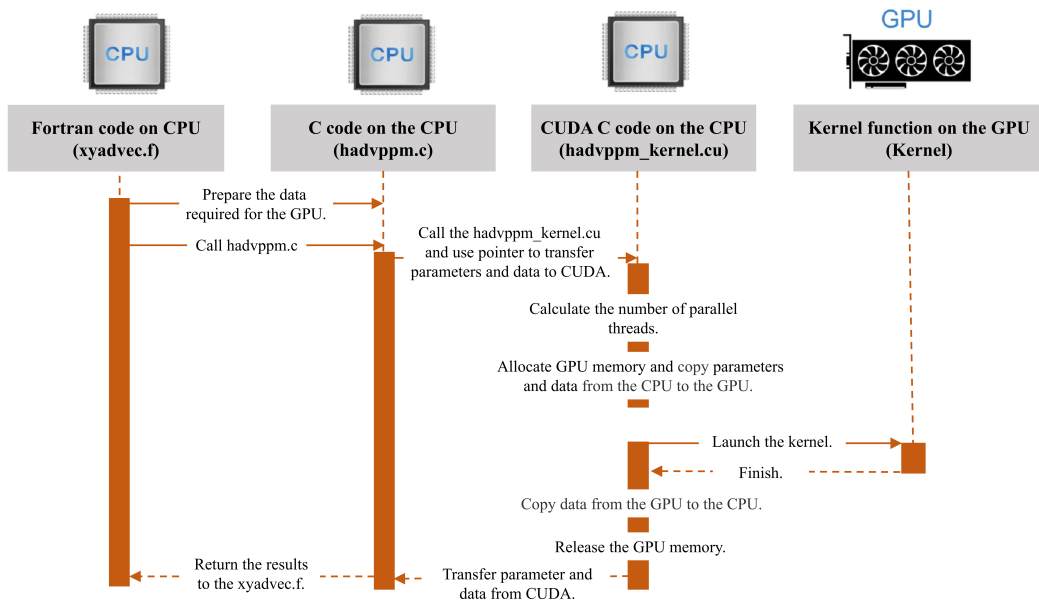 GPU
CPU
CPU
CPU
Fortran code on CPU
(xyadvec.f)
C code on the CPU
(hadvppm.c)
CUDA C code on the CPU
(hadvppm_kernel.cu)
Kernel function on the GPU
(Kernel)
Prepare the data
required for the GPU.
Call hadvppm.c
Call the hadvppm_kernel.cu
and use pointer to transfer
parameters and data to CUDA.
Calculate the number of parallel
threads.
Allocate GPU memory and copy parameters
and data from the CPU to the GPU.
Launch the kernel.
Finish.
Copy data from the GPU to the CPU.
Release the GPU memory.
Transfer parameter and
data from CUDA.
Return the results
to the xyadvec.f.